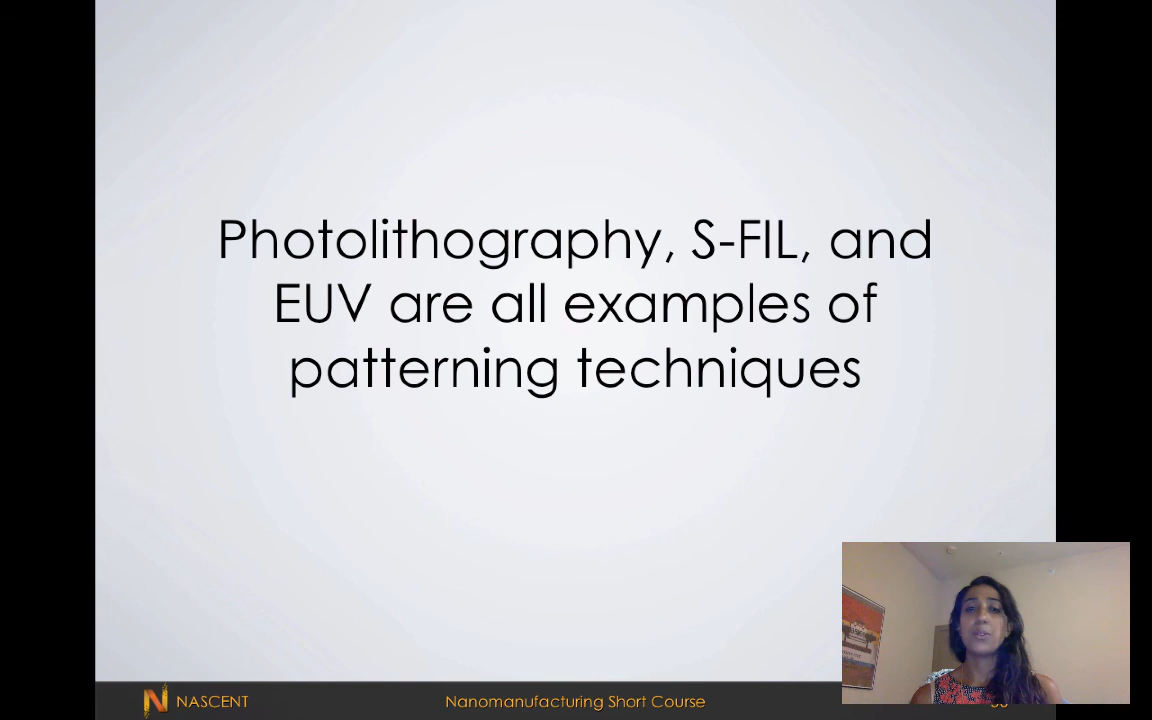 Photolithography, S-FIL, and
EUV are all examples of
patterning techniques
NASCENT
Nanomanufacturing Short Course